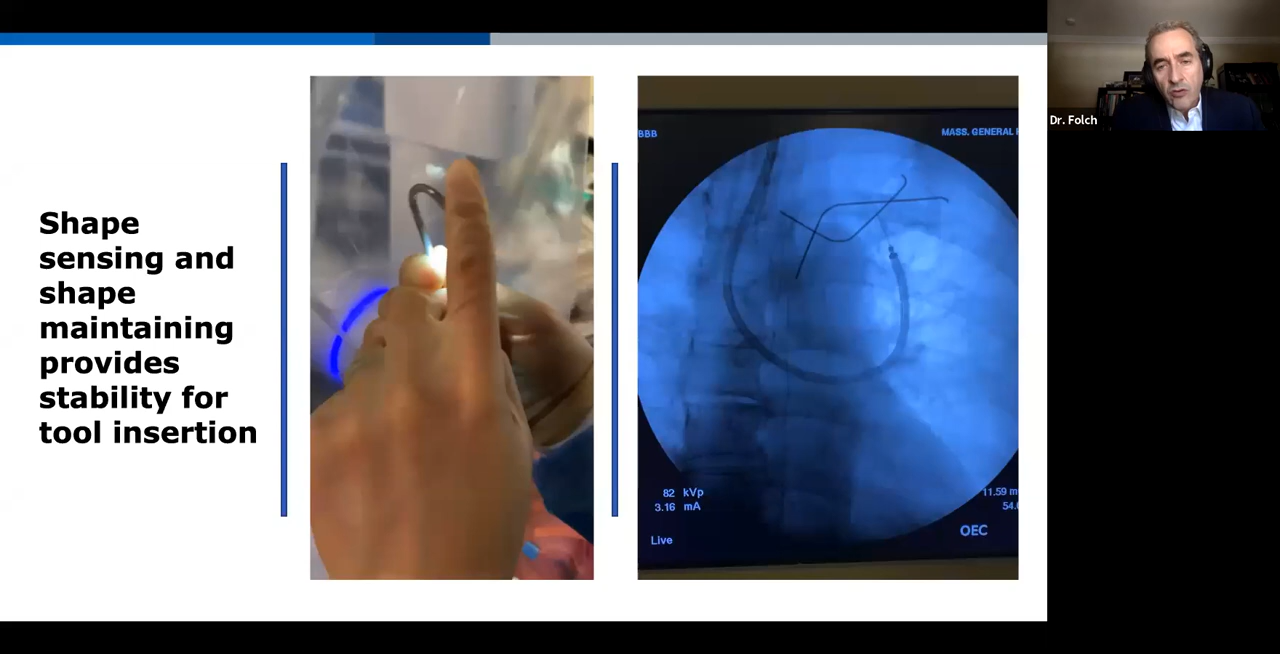 Shape
sensing and
shape
maintaining
provides
stability for
tool insertion
BBB
MASS. GENERAL
82 kVp
3.16 mA
Live
11.59 m
54.
OEC
Dr. Folch